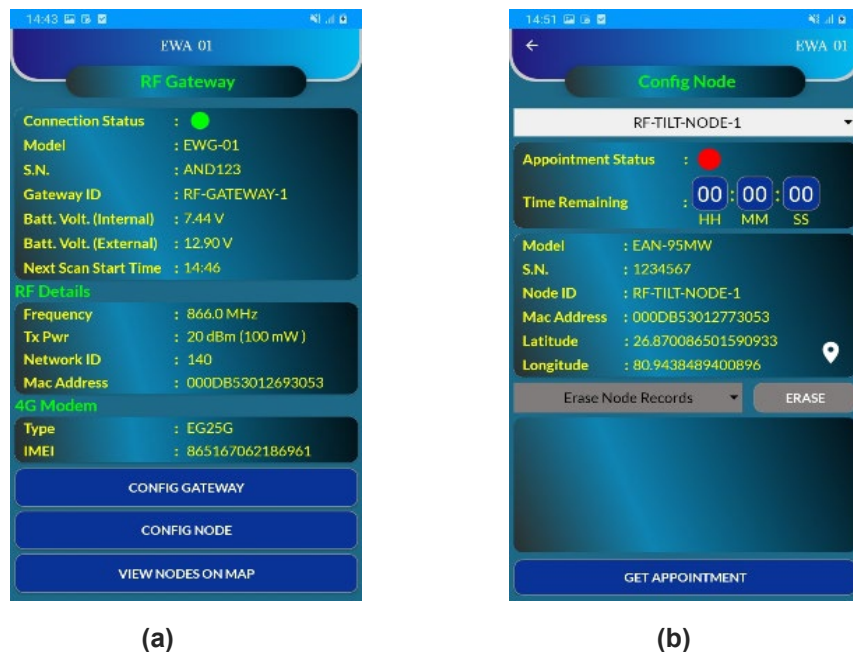 14:43
EWA 01
RF Gateway
Connection Status :
Model : EWG-01
S.N. : AND123
Gateway ID : RF-GATEWAY-1
Batt. Volt. (Internal) : 7.44 V
Batt. Volt. (External) : 12.90 V
Next Scan Start Time : 14:46
RF Details
Frequency : 866.0 MHz
Tx Pwr : 20 dBm (100 mW )
Network ID : 140
Mac Address : 000DB53012693053
4G Modem
Type : EG25G
IMEI : 865167062186961
CONFIG GATEWAY
CONFIG NODE
VIEW NODES ON MAP
(a)
14:51
EWA 01
Config Node
RF-TILT-NODE-1
Appointment Status :
Time Remaining : 00 : 00 : 00
HH MM SS
Model : EAN-95MW
S.N. : 1234567
Node ID : RF-TILT-NODE-1
Mac Address : 000DB53012773053
Latitude : 26.870086501590933
Longitude : 80.9438489400896
Erase Node Records ERASE
GET APPOINTMENT
(b)